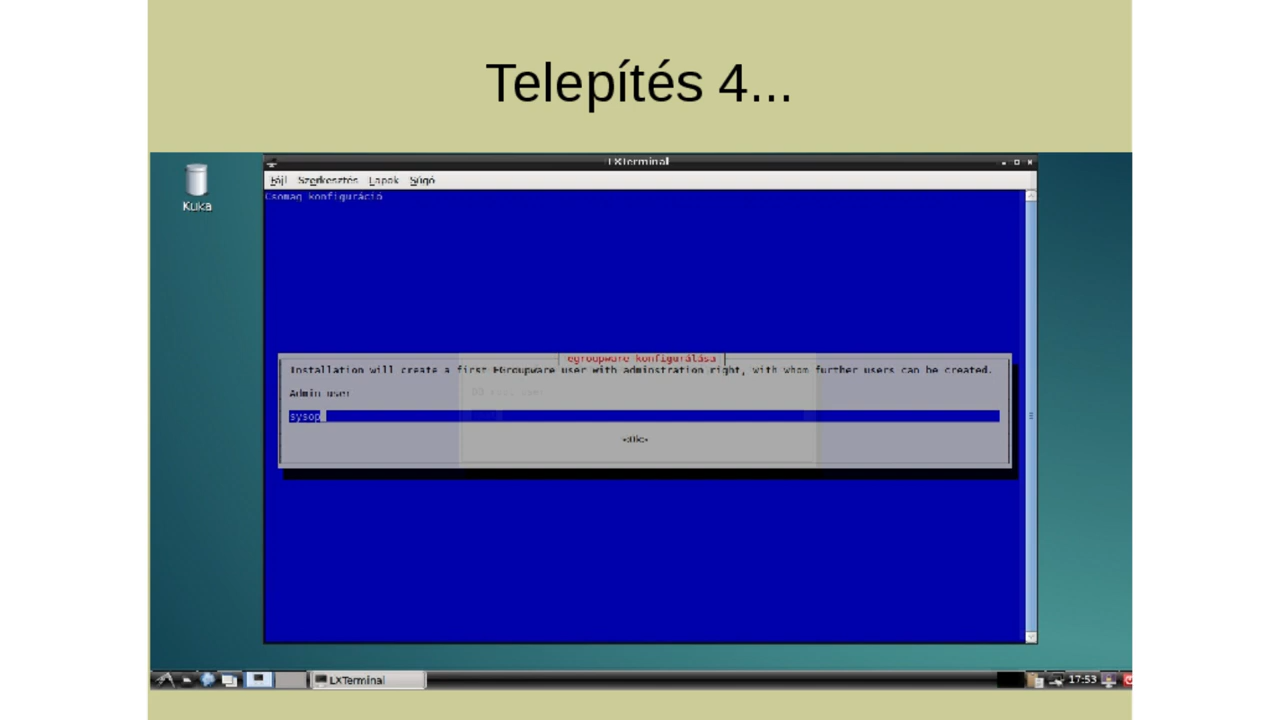 Telepítés 4...
LXTerminal
Fájl Szerkesztés Lapok Súgó
Kuka
Csomag konfiguráció
egroupware konfigurálása
Installation will create a first EGroupware user with adminstration right, with whom further users can be created.
Admin user
sysop
<Ok>
LXTerminal
17:53